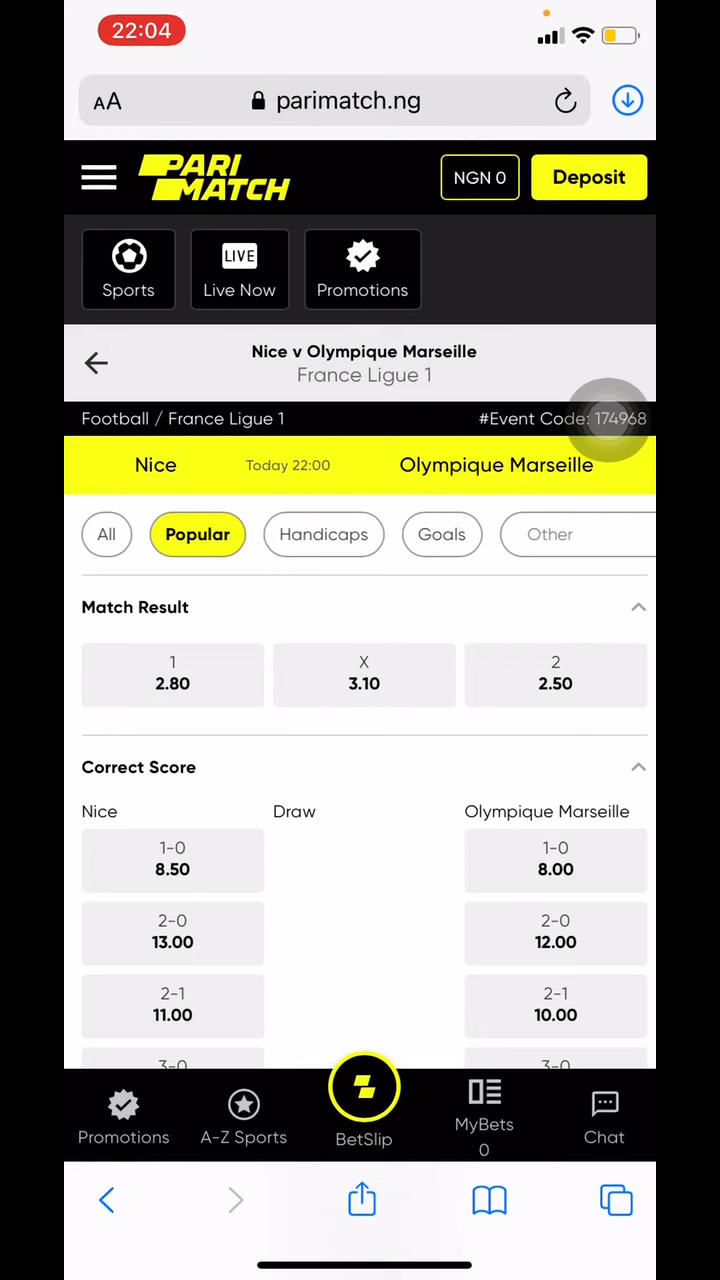 22:04
AA parimatch.ng
PARI
MATCH
NGN 0
Deposit
LIVE
Sports
Live Now
Promotions
Nice v Olympique Marseille
France Ligue 1
Football / France Ligue 1
#Event Code: 174968
Nice
Today 22:00
Olympique Marseille
All
Popular
Handicaps
Goals
Other
Match Result
1
2.80
X
3.10
2
2.50
Correct Score
Nice
Draw
Olympique Marseille
1-0
8.50
1-0
8.00
2-0
13.00
2-0
12.00
2-1
11.00
2-1
10.00
3-0
3-0
Promotions
A-Z Sports
BetSlip
MyBets
0
Chat